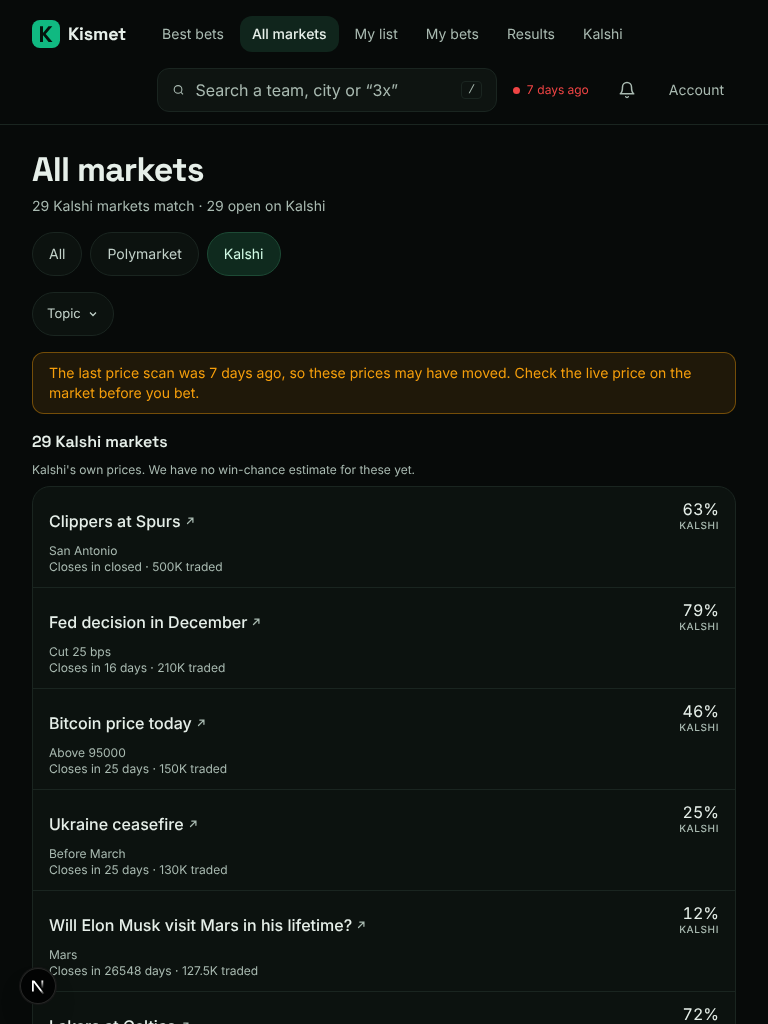 K Kismet
Best bets
All markets
My list
My bets
Results
Kalshi
Search a team, city or “3x”
/
7 days ago
Account
All markets
29 Kalshi markets match · 29 open on Kalshi
All
Polymarket
Kalshi
Topic
The last price scan was 7 days ago, so these prices may have moved. Check the live price on the
market before you bet.
29 Kalshi markets
Kalshi's own prices. We have no win-chance estimate for these yet.
Clippers at Spurs ↗
63%
KALSHI
San Antonio
Closes in closed · 500K traded
Fed decision in December ↗
79%
KALSHI
Cut 25 bps
Closes in 16 days · 210K traded
Bitcoin price today ↗
46%
KALSHI
Above 95000
Closes in 25 days · 150K traded
Ukraine ceasefire ↗
25%
KALSHI
Before March
Closes in 25 days · 130K traded
Will Elon Musk visit Mars in his lifetime? ↗
12%
KALSHI
Mars
Closes in 26548 days · 127.5K traded
N
Lakers at Celtics ↗
72%